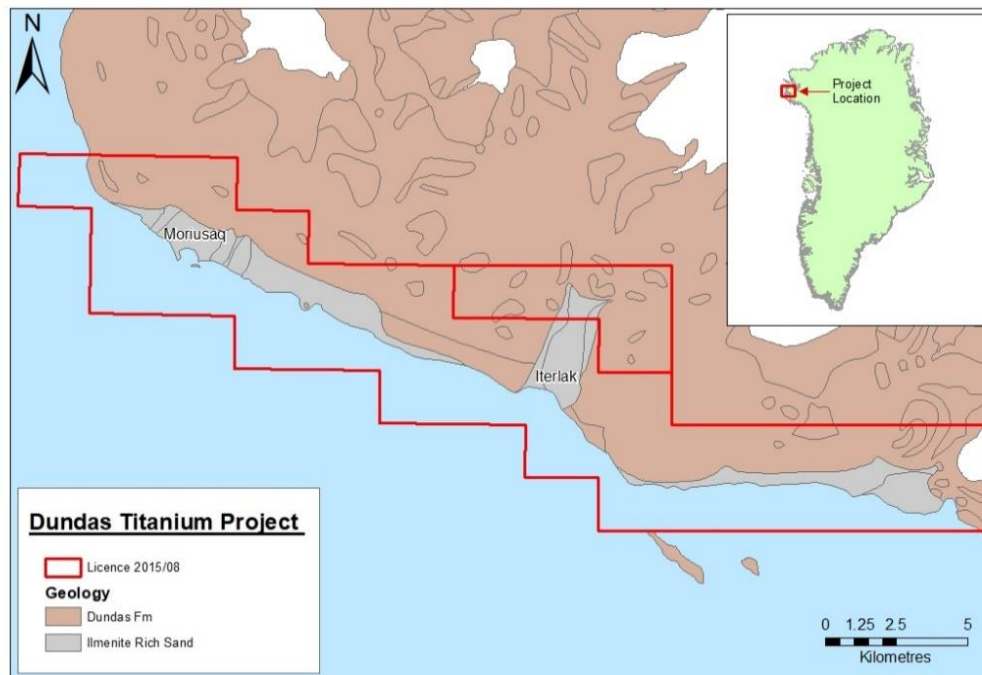 N
Project
Location
Moriusaq
Iterlak
Dundas Titanium Project
Licence 2015/08
Geology
Dundas Fm
Ilmenite Rich Sand
0 1.25 2.5 5
Kilometres